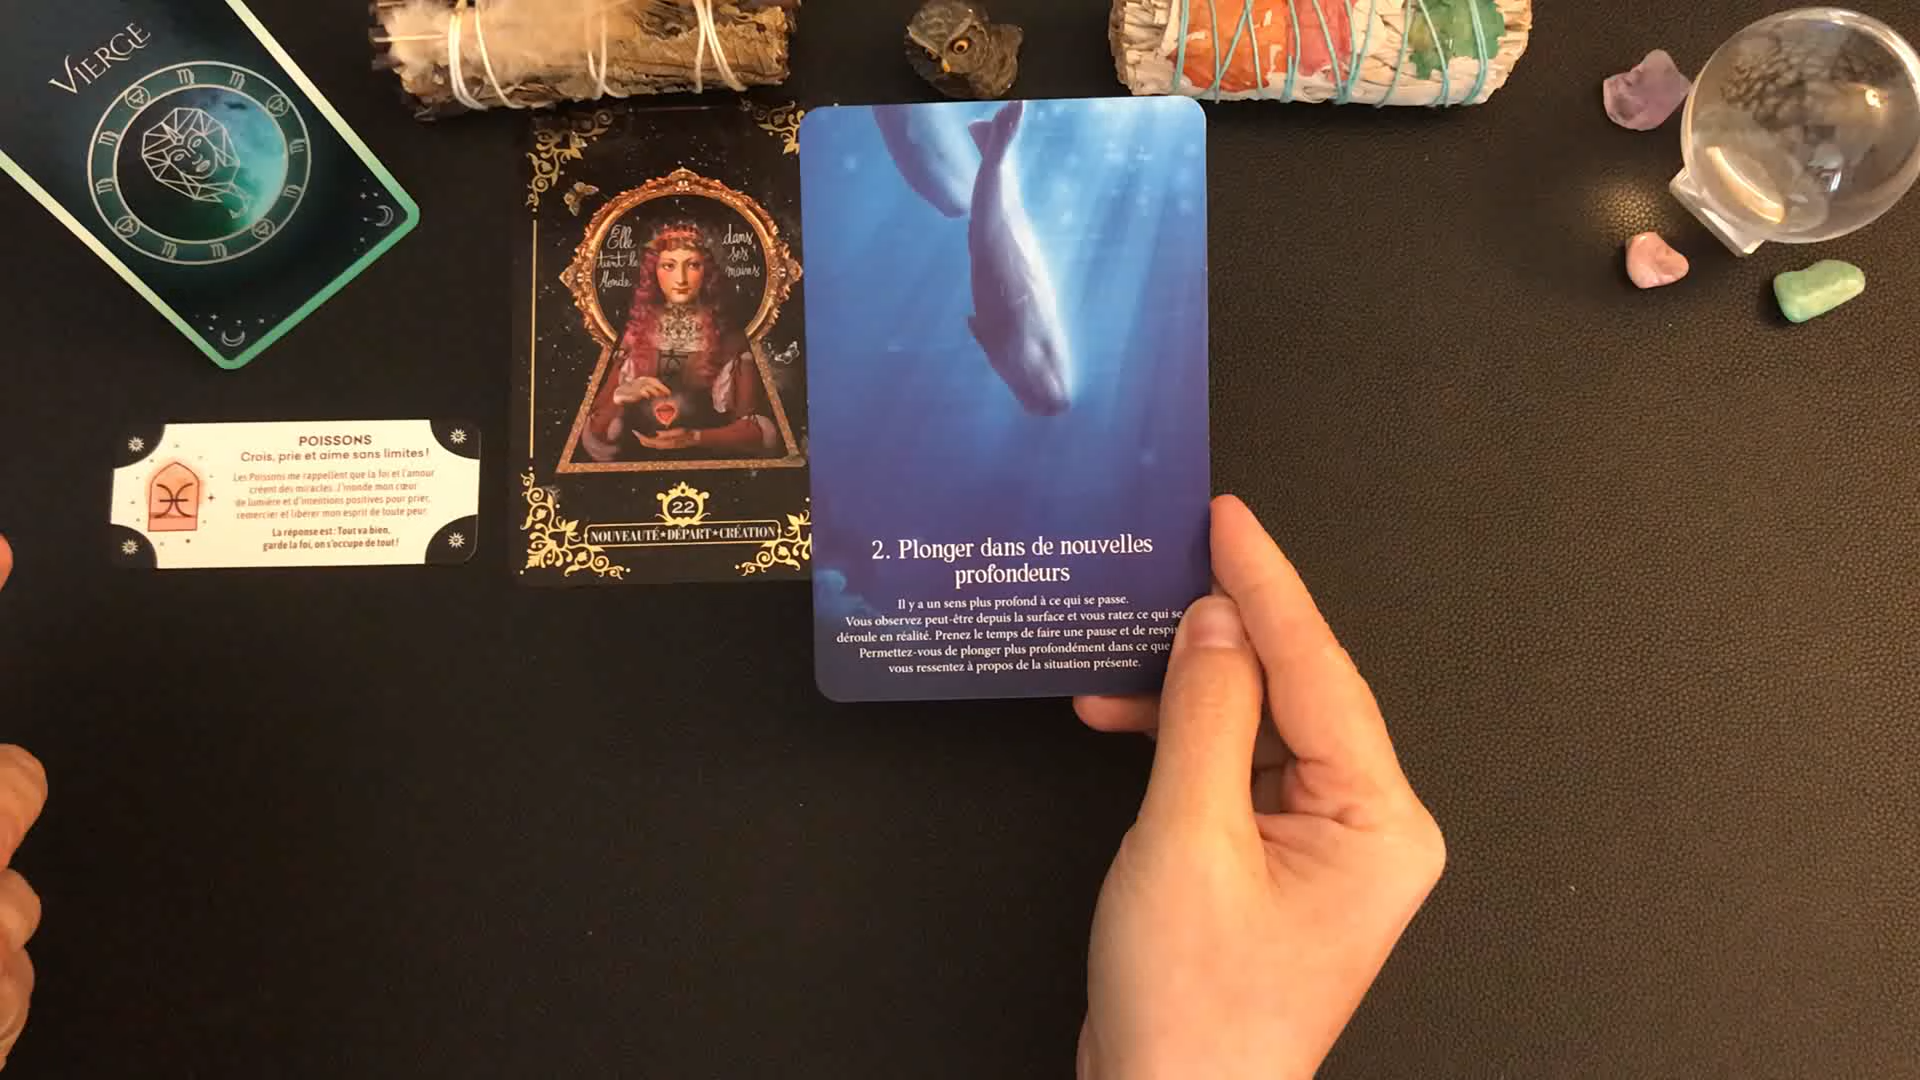 VIERGE
POISSONS
Crois, prie et aime sans limites !
Les Poissons me rappellent que la foi et l'amour
créent des miracles. J'inonde mon cœur
de lumière et d'intentions positives pour prier,
remercier et libérer mon esprit de toute peur.
La réponse est : Tout va bien,
garde la foi, on s'occupe de tout !
Elle
tient le
Monde
dans
ses
mains
22
NOUVEAUTÉ★DÉPART★CRÉATION
2. Plonger dans de nouvelles
profondeurs
Il y a un sens plus profond à ce qui se passe.
Vous observez peut-être depuis la surface et vous ratez ce qui se
déroule en réalité. Prenez le temps de faire une pause et de
Permettez-vous de plonger plus profondément dans ce que
vous ressentez à propos de la situation présente.